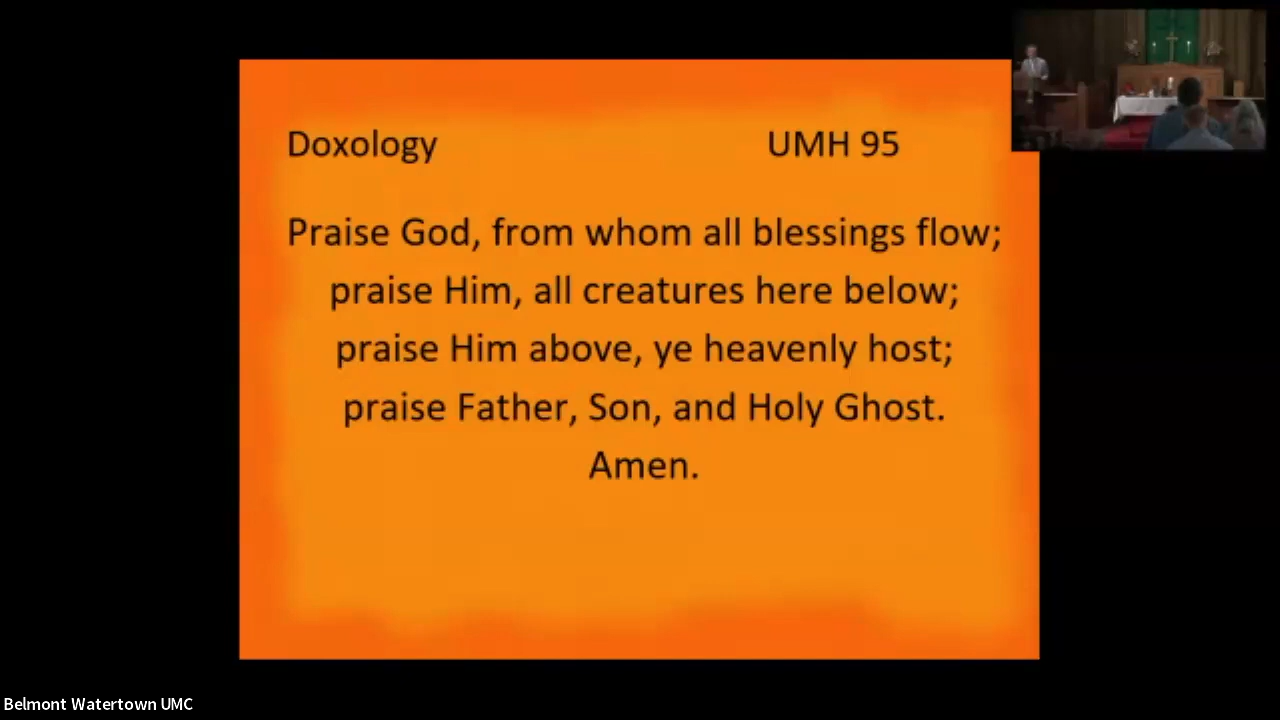 Doxology UMH 95
Praise God, from whom all blessings flow;
praise Him, all creatures here below;
praise Him above, ye heavenly host;
praise Father, Son, and Holy Ghost.
Amen.
Belmont Watertown UMC